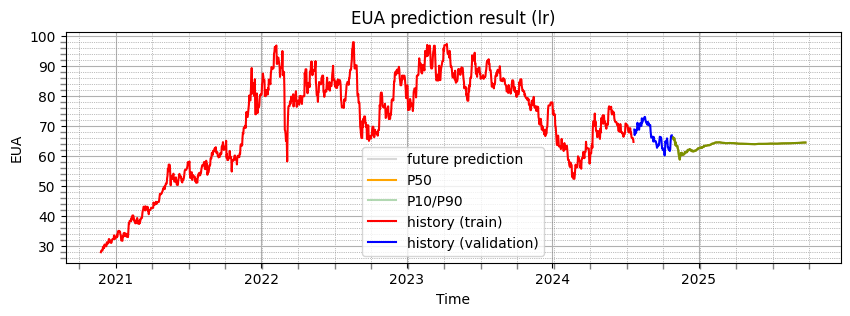 EUA prediction result (lr)
100
90
80
70
60
50
40
30
EUA
future prediction
P50
P10/P90
history (train)
history (validation)
2021 2022 2023 2024 2025
Time